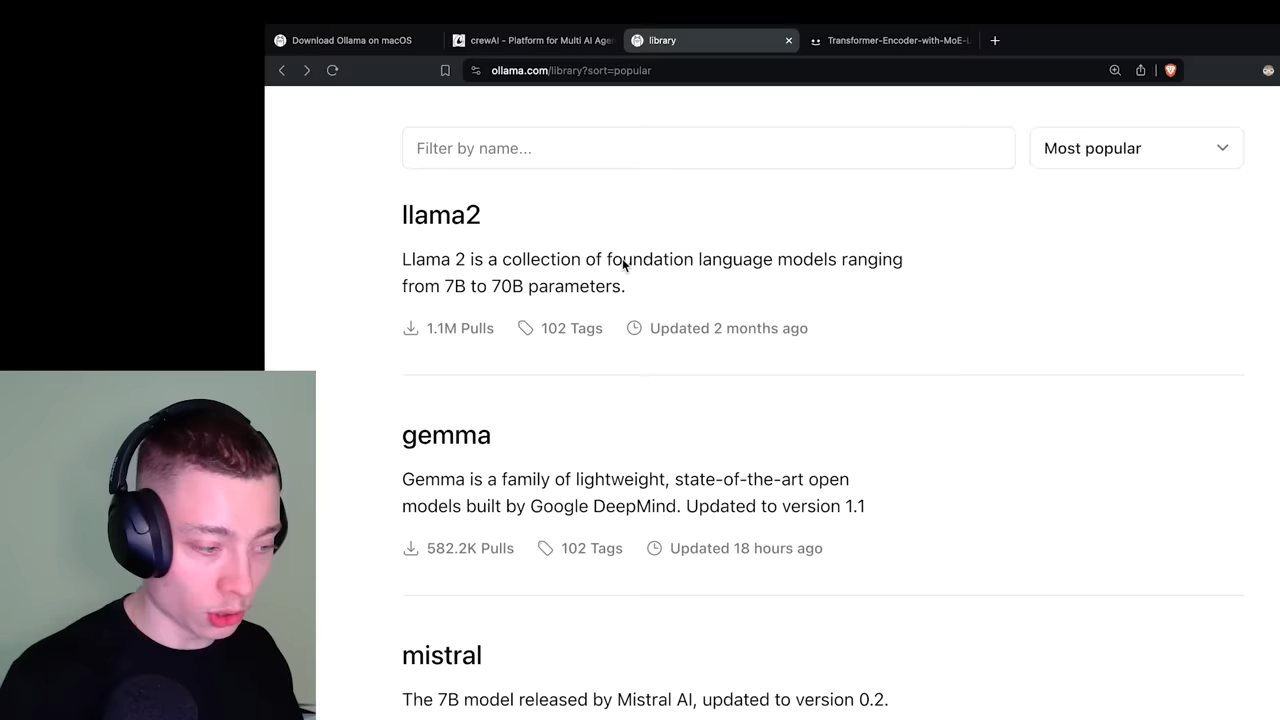 Download Ollama on macOS
crewAI - Platform for Multi AI Age
library
Transformer-Encoder-with-MoE-L
ollama.com/library?sort=popular
Filter by name...
Most popular
llama2
Llama 2 is a collection of foundation language models ranging
from 7B to 70B parameters.
1.1M Pulls 102 Tags Updated 2 months ago
gemma
Gemma is a family of lightweight, state-of-the-art open
models built by Google DeepMind. Updated to version 1.1
582.2K Pulls 102 Tags Updated 18 hours ago
mistral
The 7B model released by Mistral AI, updated to version 0.2.